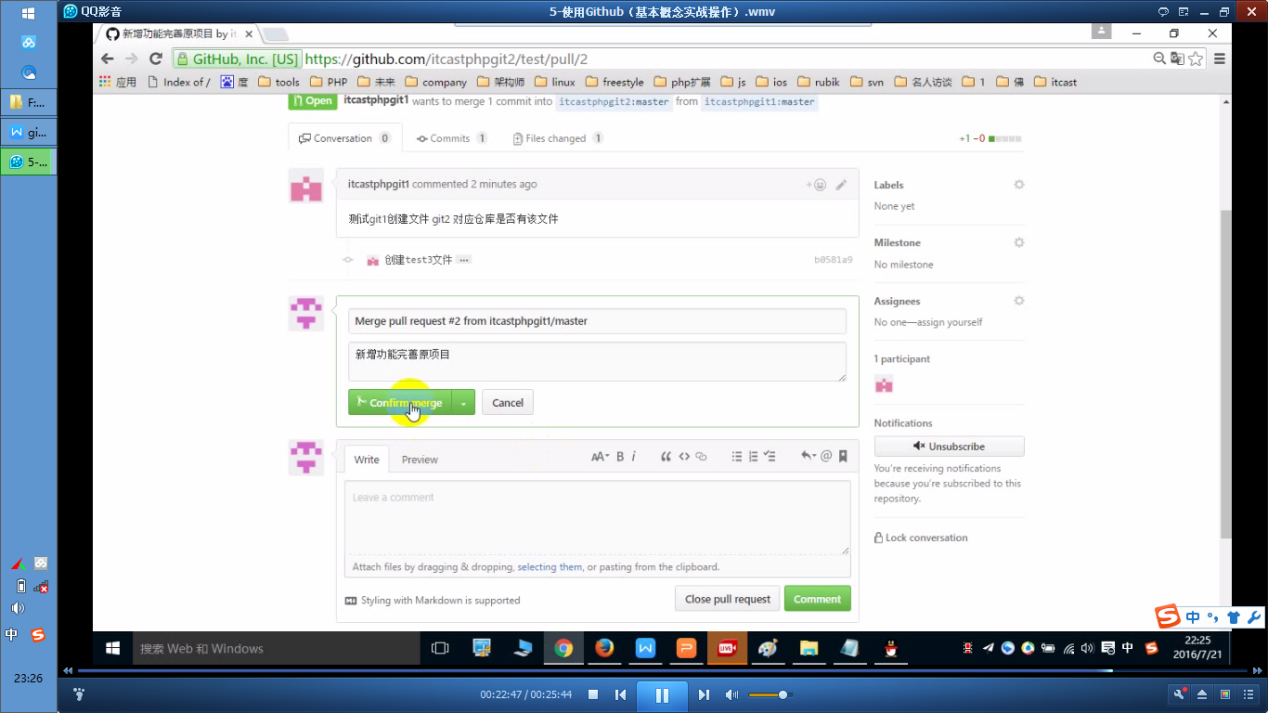 QQ影音
5-使用Github（基本概念实战操作）.wmv
新增功能完善原项目 by it
GitHub, Inc. [US]
https://github.com/itcastphpgit2/test/pull/2
应用
Index of /
度
tools
PHP
未来
company
架构师
linux
freestyle
php扩展
js
ios
rubik
svn
名人访谈
1
佛
itcast
Open
itcastphpgit1 wants to merge 1 commit into itcastphpgit2:master from itcastphpgit1:master
Conversation 0
Commits 1
Files changed 1
+1 −0
itcastphpgit1 commented 2 minutes ago
测试git1创建文件 git2 对应仓库是否有该文件
创建test3文件 ...
b0581a9
Merge pull request #2 from itcastphpgit1/master
新增功能完善原项目
Confirm merge
Cancel
Write
Preview
AA B i
Leave a comment
Attach files by dragging & dropping, selecting them, or pasting from the clipboard.
Styling with Markdown is supported
Close pull request
Comment
Labels
None yet
Milestone
No milestone
Assignees
No one—assign yourself
1 participant
Notifications
Unsubscribe
You're receiving notifications
because you're subscribed to this
repository.
Lock conversation
F:...
gi...
5-...
中
23:26
中
搜索 Web 和 Windows
LIVE
中
22:25
2016/7/21
00:22:47 / 00:25:44